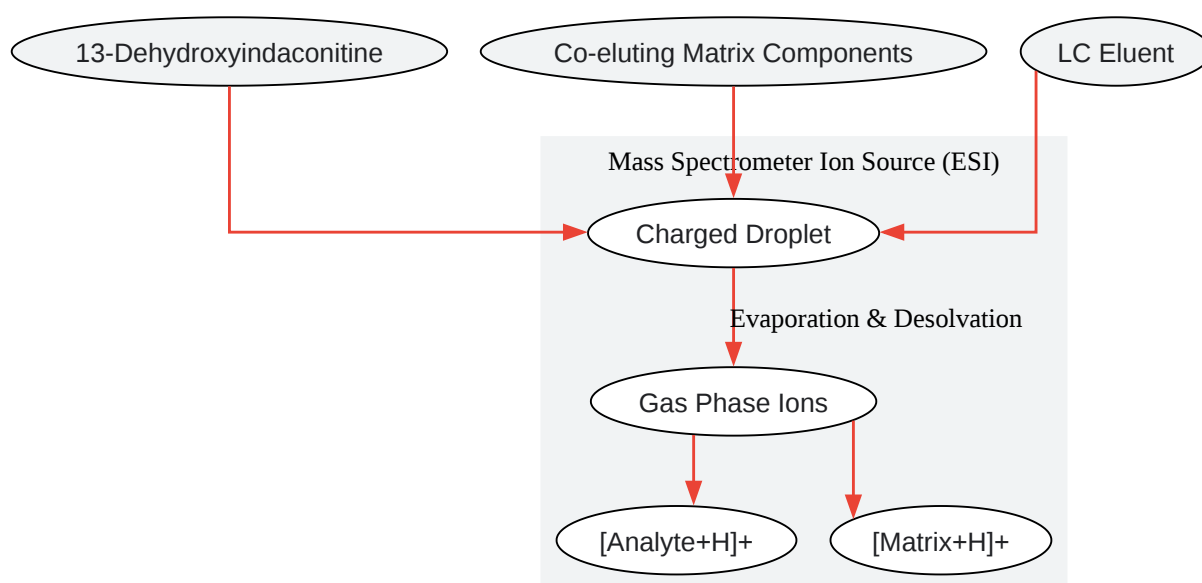 13-Dehydroxyindaconitine
Co-eluting Matrix Components
LC Eluent
Mass Spectrometer Ion Source (ESI)
Charged Droplet
Evaporation & Desolvation
Gas Phase Ions
[Analyte+H]+
[Matrix+H]+